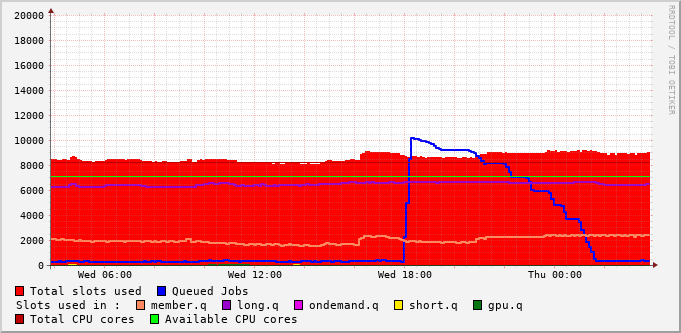 RRDTOOL / TOBI OETIKER
20000
18000
16000
14000
12000
10000
8000
6000
4000
2000
0
Wed 06:00 Wed 12:00 Wed 18:00 Thu 00:00
Total slots used Queued Jobs
Slots used in : member.q long.q ondemand.q short.q gpu.q
Total CPU cores Available CPU cores